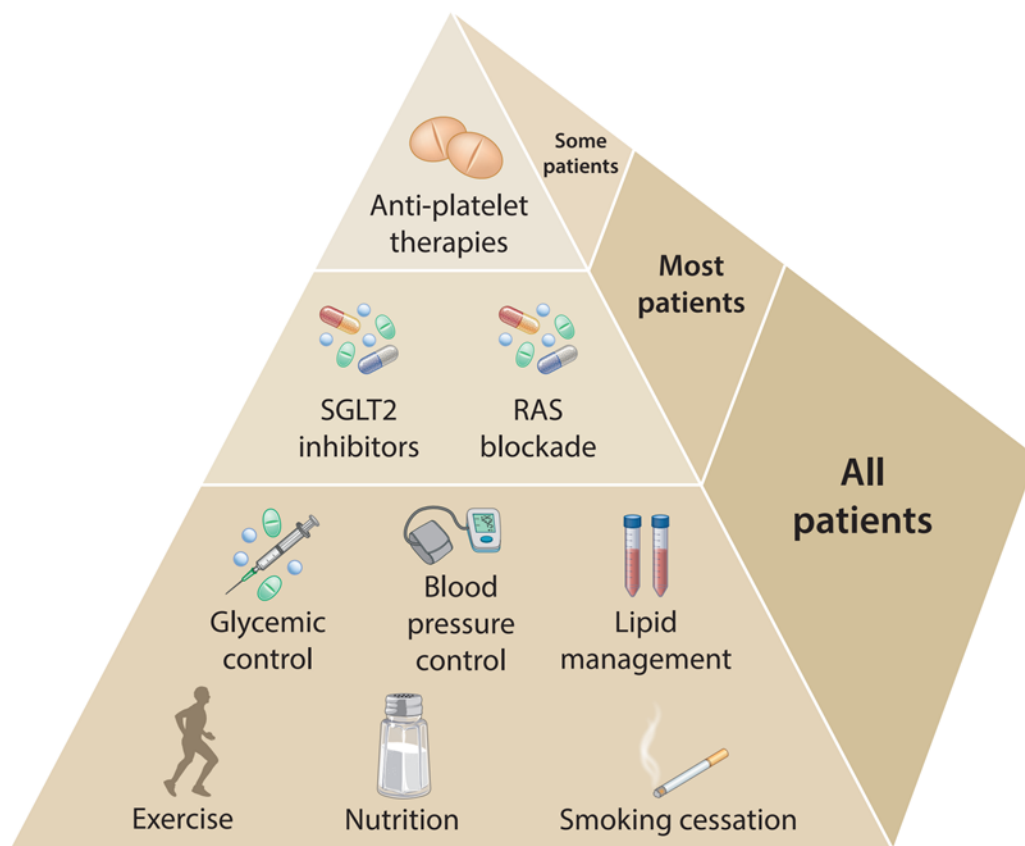 Some
patients
Anti-platelet
therapies
Most
patients
SGLT2
inhibitors
RAS
blockade
All
patients
Glycemic
control
Blood
pressure
control
Lipid
management
Exercise
Nutrition
Smoking cessation